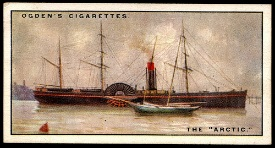 OGDEN'S CIGARETTES.
THE "ARCTIC."